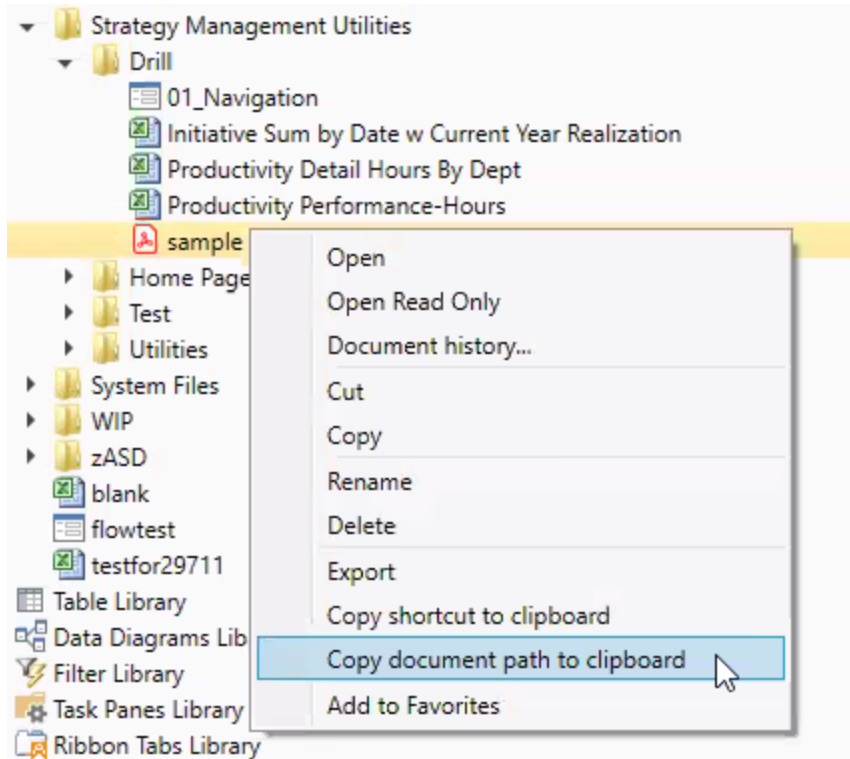 Strategy Management Utilities
Drill
01_Navigation
Initiative Sum by Date w Current Year Realization
Productivity Detail Hours By Dept
Productivity Performance-Hours
sample
Home Page
Test
Utilities
System Files
WIP
zASD
blank
flowtest
testfor29711
Table Library
Data Diagrams Lib
Filter Library
Task Panes Library
Ribbon Tabs Library
Open
Open Read Only
Document history...
Cut
Copy
Rename
Delete
Export
Copy shortcut to clipboard
Copy document path to clipboard
Add to Favorites